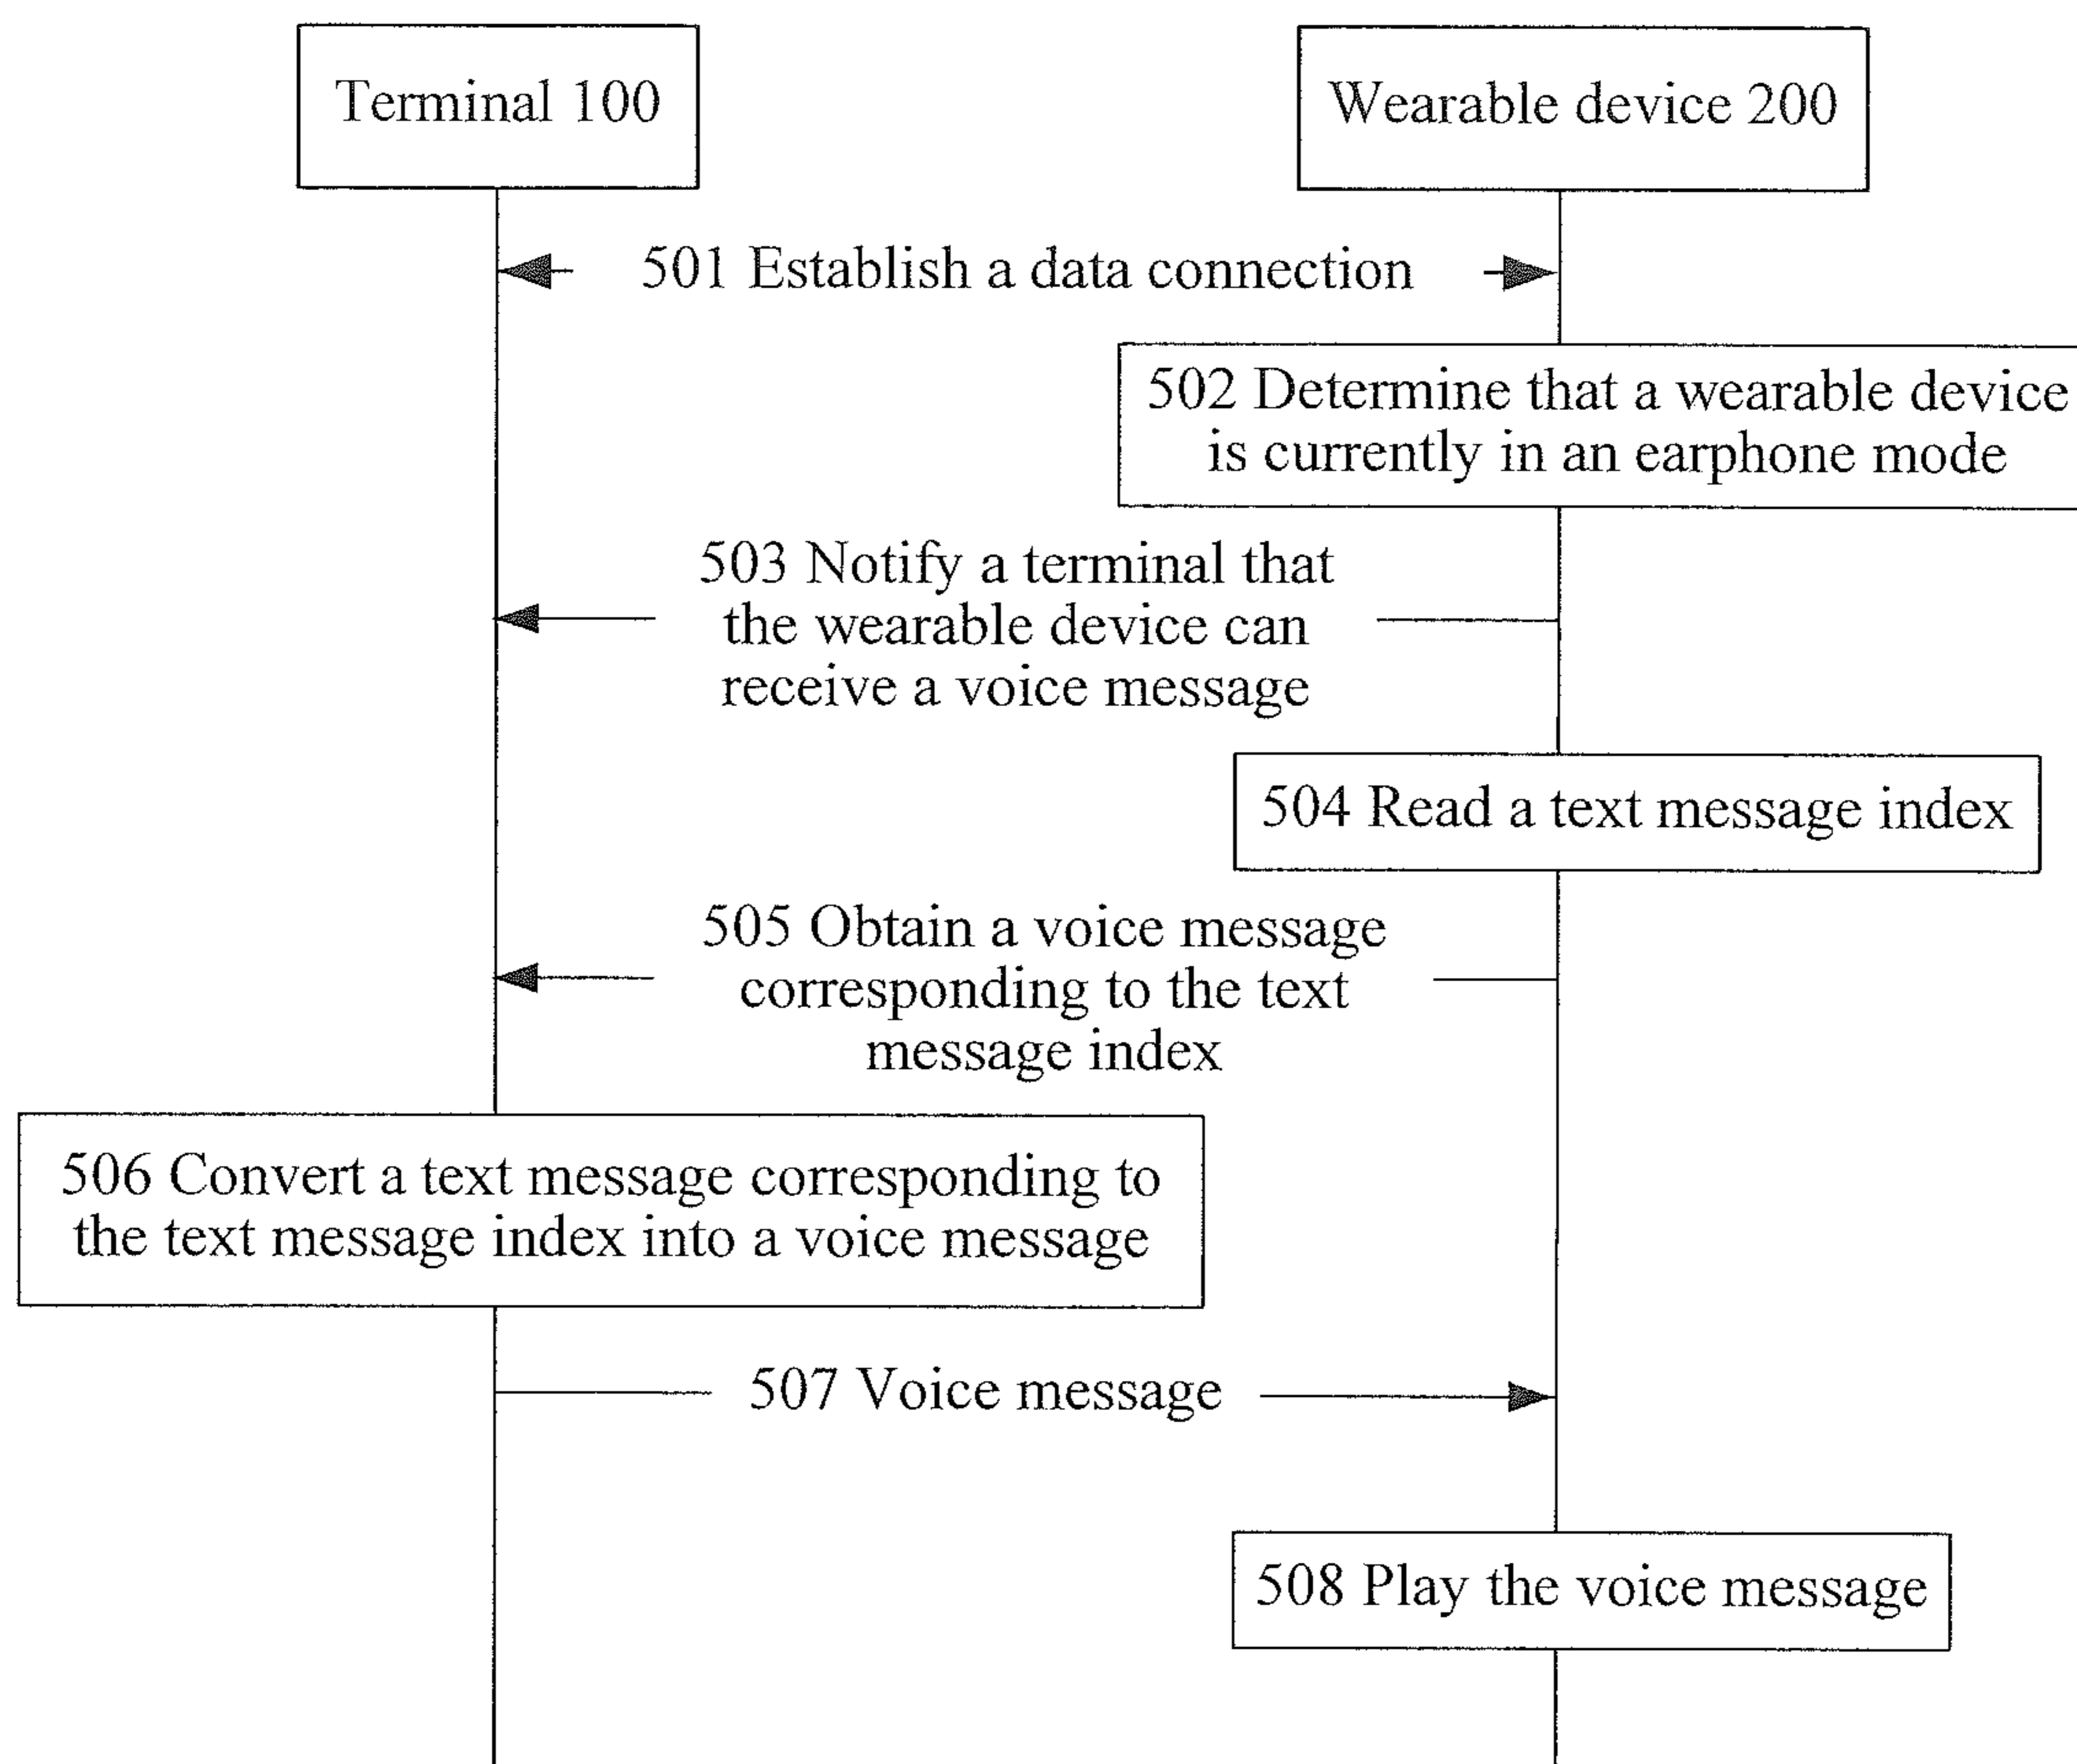 Terminal 100
Wearable device 200
501 Establish a data connection
502 Determine that a wearable device
is currently in an earphone mode
503 Notify a terminal that
the wearable device can
receive a voice message
504 Read a text message index
505 Obtain a voice message
corresponding to the text
message index
506 Convert a text message corresponding to
the text message index into a voice message
507 Voice message
508 Play the voice message